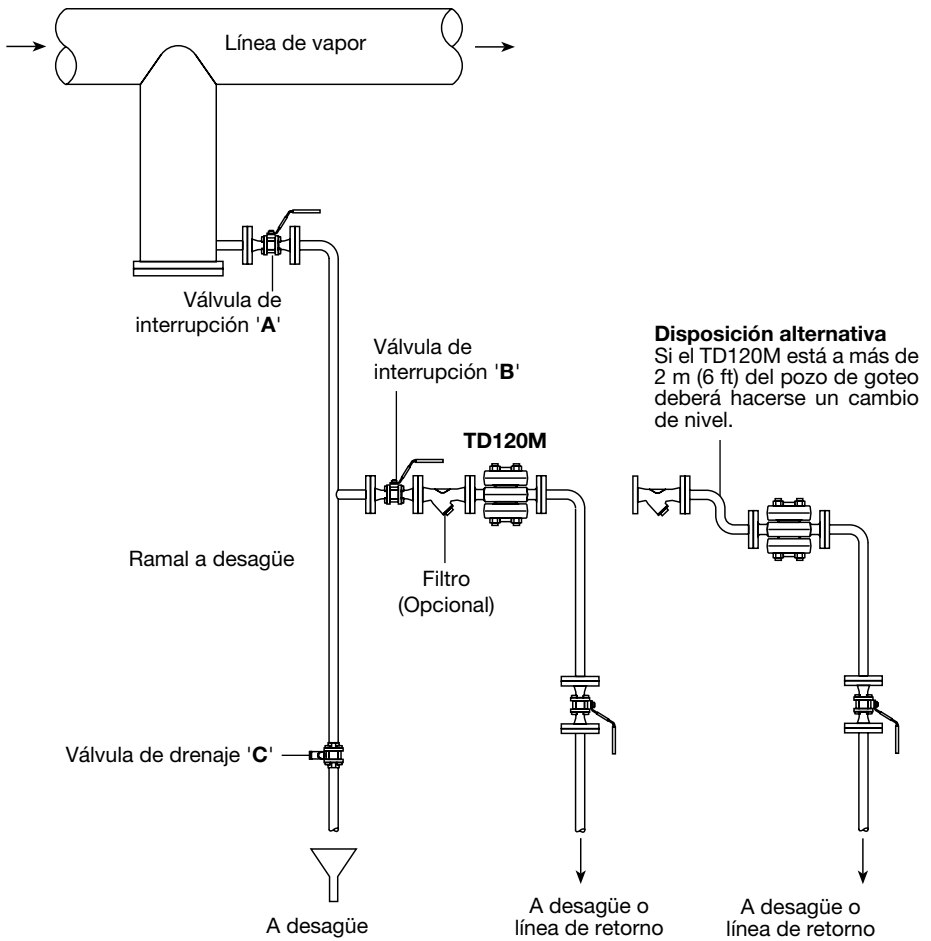 Línea de vapor
Válvula de
interrupción 'A'
Válvula de
interrupción 'B'
TD120M
Disposición alternativa
Si el TD120M está a más de
2 m (6 ft) del pozo de goteo
deberá hacerse un cambio
de nivel.
Ramal a desagüe
Filtro
(Opcional)
Válvula de drenaje 'C'
A desagüe
A desagüe o
línea de retorno
A desagüe o
línea de retorno